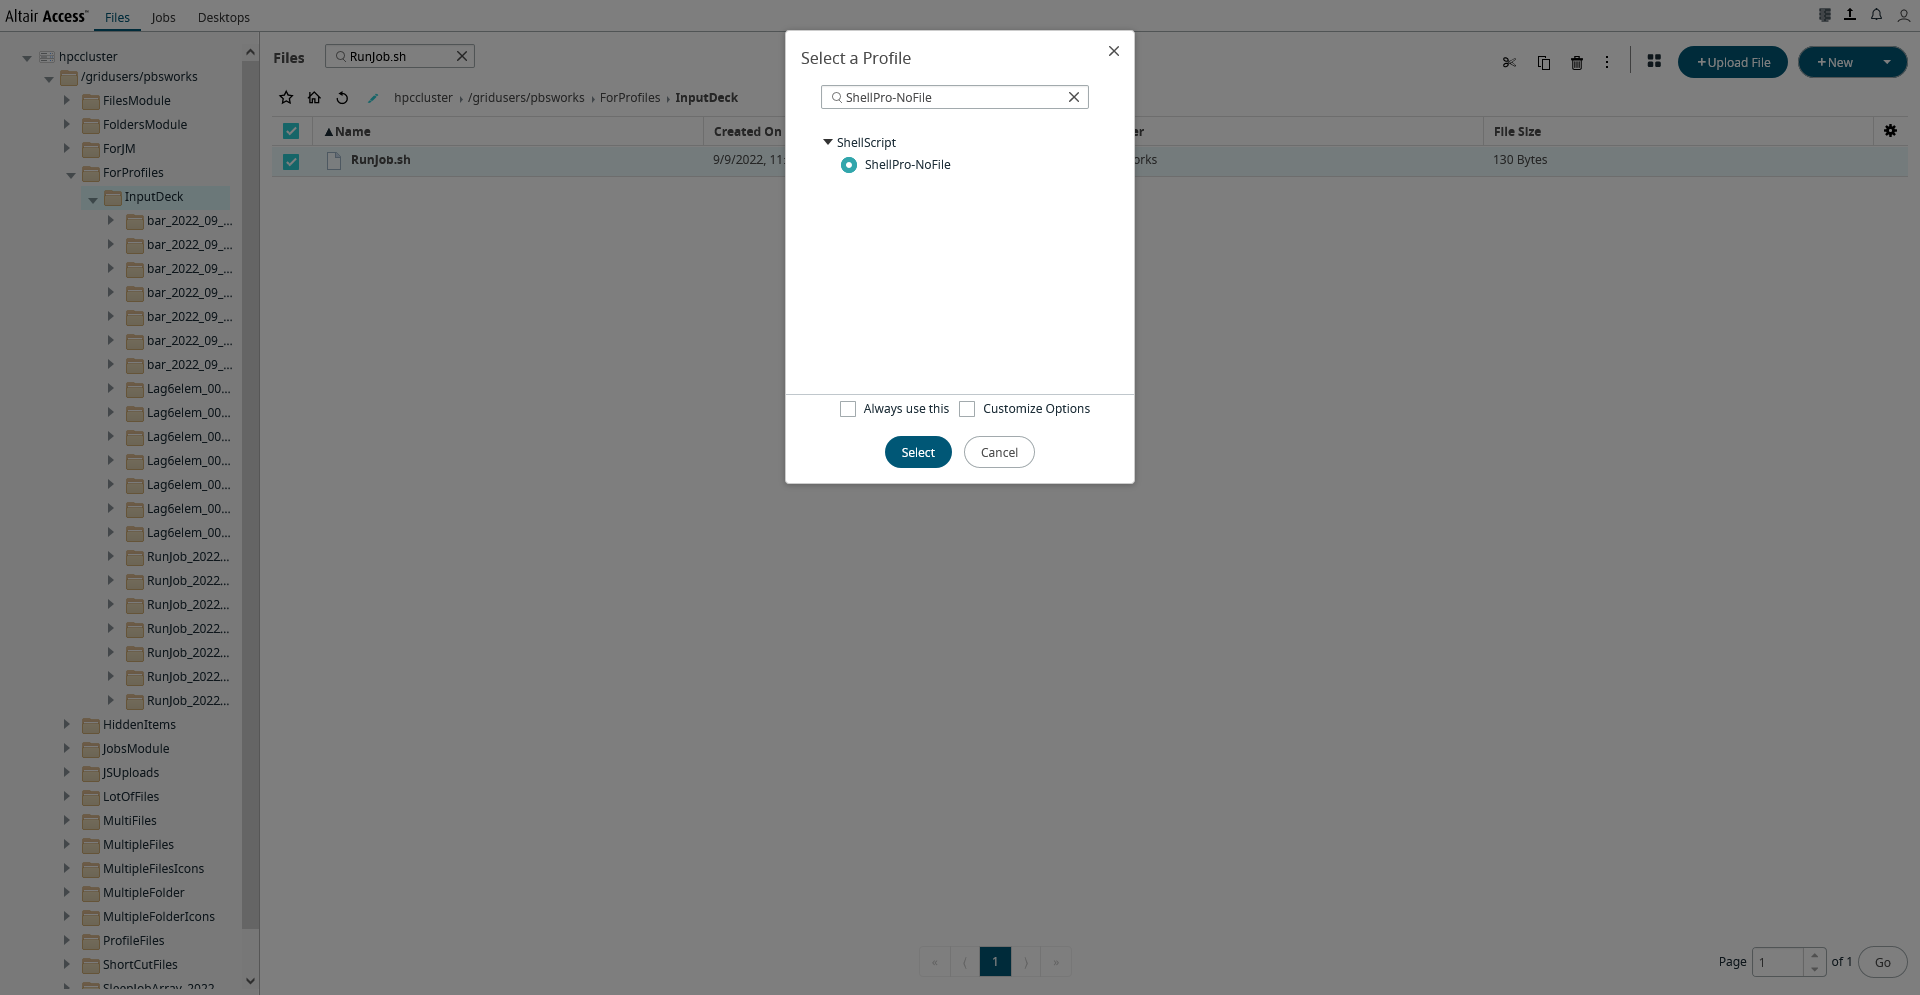 Altair Access™ Files Jobs Desktops
hpccluster
/gridusers/pbsworks
FilesModule
FoldersModule
ForJM
ForProfiles
InputDeck
bar_2022_09_...
bar_2022_09_...
bar_2022_09_...
bar_2022_09_...
bar_2022_09_...
bar_2022_09_...
bar_2022_09_...
Lag6elem_00...
Lag6elem_00...
Lag6elem_00...
Lag6elem_00...
Lag6elem_00...
Lag6elem_00...
Lag6elem_00...
RunJob_2022...
RunJob_2022...
RunJob_2022...
RunJob_2022...
RunJob_2022...
RunJob_2022...
RunJob_2022...
HiddenItems
JobsModule
JSUploads
LotOfFiles
MultiFiles
MultipleFiles
MultipleFilesIcons
MultipleFolder
MultipleFolderIcons
ProfileFiles
ShortCutFiles
SleepJobArray_2022
Files RunJob.sh
+Upload File +New
hpccluster › /gridusers/pbsworks › ForProfiles › InputDeck
Name Created On er File Size
RunJob.sh 9/9/2022, 11: orks 130 Bytes
Select a Profile
ShellPro-NoFile
ShellScript
ShellPro-NoFile
Always use this Customize Options
Select Cancel
« ⟨ 1 ⟩ »
Page 1 of 1 Go